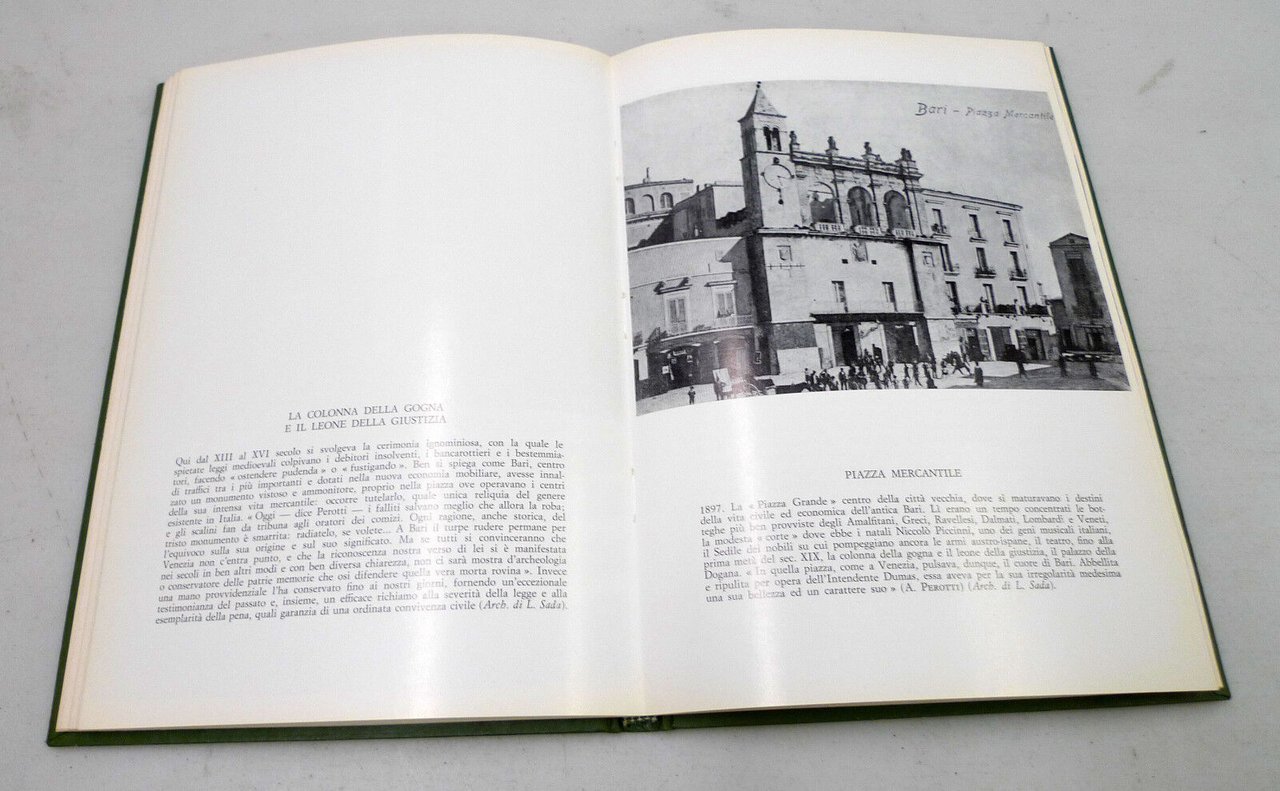 LA COLONNA DELLA GOGNA
E IL LEONE DELLA GIUSTIZIA
Qui dal XIII al XVI secolo si svolgeva la cerimonia ignominiosa, con la quale le
spietate leggi medioevali colpivano i debitori insolventi, i bancarottieri e i bestemmia-
tori, facendo « ostendere pudenda » o « fustigando ». Ben si spiega come Bari, centro
di traffici tra i più importanti e dotati nella nuova economia mobiliare, avesse innal-
zato un monumento vistoso e ammonitore, proprio nella piazza ove operavano i centri
della sua intensa vita mercantile: occorre tutelarlo, quale unica reliquia del genere
esistente in Italia. « Oggi — dice Perotti — i falliti salvano meglio che allora la roba;
e gli scalini fan da tribuna agli oratori dei comizi. Ogni ragione, anche storica, del
tristo monumento è smarrita: radiatelo, se volete... A Bari il turpe rudere permane per
l'equivoco sulla sua origine e sul suo significato. Ma se tutti si convinceranno che
Venezia non c'entra punto, e che la riconoscenza nostra verso di lei si è manifestata
nei secoli in ben altri modi e con ben diversa chiarezza, non ci sarà mostra d'archeologia
o conservatore delle patrie memorie che osi difendere quella vera morta rovina ». Invece
una mano provvidenziale l'ha conservato fino ai nostri giorni, fornendo un'eccezionale
testimonianza del passato e, insieme, un efficace richiamo alla severità della legge e alla
esemplarità della pena, quali garanzia di una ordinata convivenza civile (Arch. di L. Sada).
Bari - Piazza Mercantile
PIAZZA MERCANTILE
1897. La « Piazza Grande » centro della città vecchia, dove si maturavano i destini
della vita civile ed economica dell'antica Bari. Lì erano un tempo concentrati le bot-
teghe più ben provviste degli Amalfitani, Greci, Ravellesi, Dalmati, Lombardi e Veneti,
la modesta « corte » dove ebbe i natali Niccolò Piccinni, uno dei geni musicali italiani,
il Sedile dei nobili su cui pompeggiano ancora le armi austro-ispane, il teatro, fino alla
prima metà del sec. XIX, la colonna della gogna e il leone della giustizia, il palazzo della
Dogana. « In quella piazza, come a Venezia, pulsava, dunque, il cuore di Bari. Abbellita
e ripulita per opera dell'Intendente Dumas, essa aveva per la sua irregolarità medesima
una sua bellezza ed un carattere suo » (A. PEROTTI) (Arch. di L. Sada).